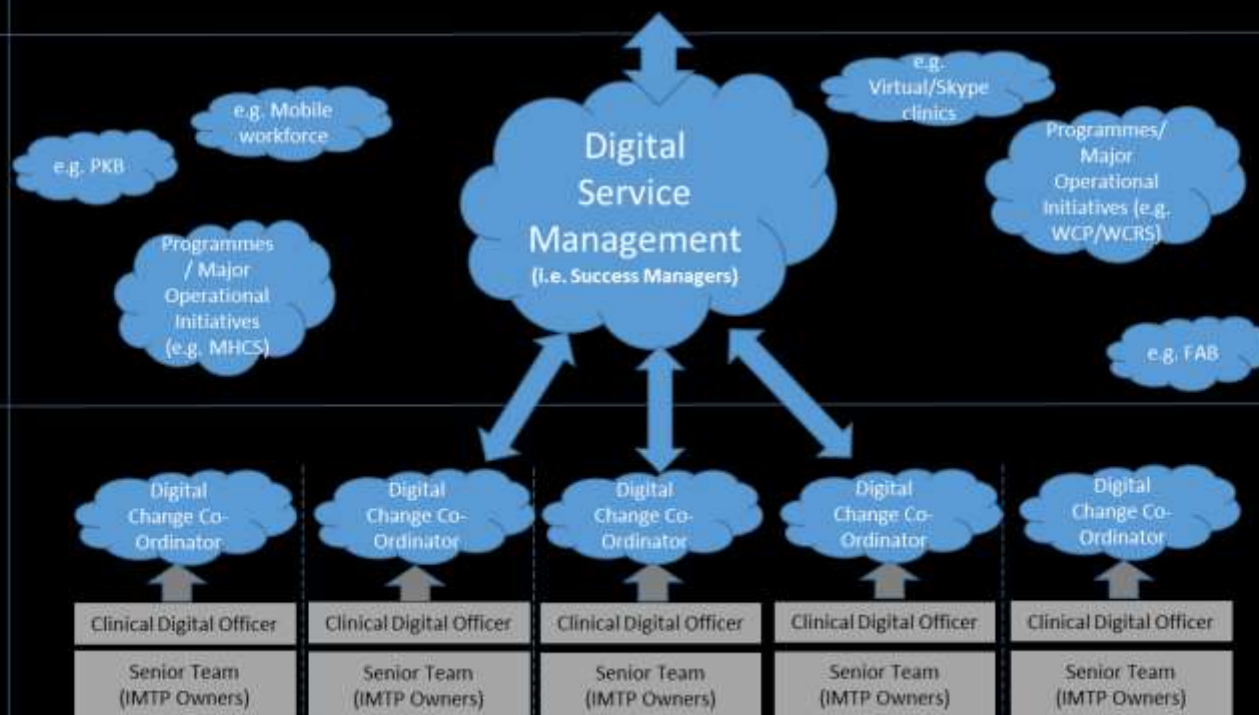 e.g. PKB
e.g. Mobile
workforce
Programmes
/ Major
Operational
Initiatives
(e.g. MHCS)
Digital
Service
Management
(i.e. Success Managers)
e.g.
Virtual/Skype
clinics
Programmes/
Major
Operational
Initiatives (e.g.
WCP/WCRS)
e.g. FAB
Digital
Change Co-
Ordinator
Digital
Change Co-
Ordinator
Digital
Change Co-
Ordinator
Digital
Change Co-
Ordinator
Digital
Change Co-
Ordinator
Clinical Digital Officer
Clinical Digital Officer
Clinical Digital Officer
Clinical Digital Officer
Clinical Digital Officer
Senior Team
(IMTP Owners)
Senior Team
(IMTP Owners)
Senior Team
(IMTP Owners)
Senior Team
(IMTP Owners)
Senior Team
(IMTP Owners)